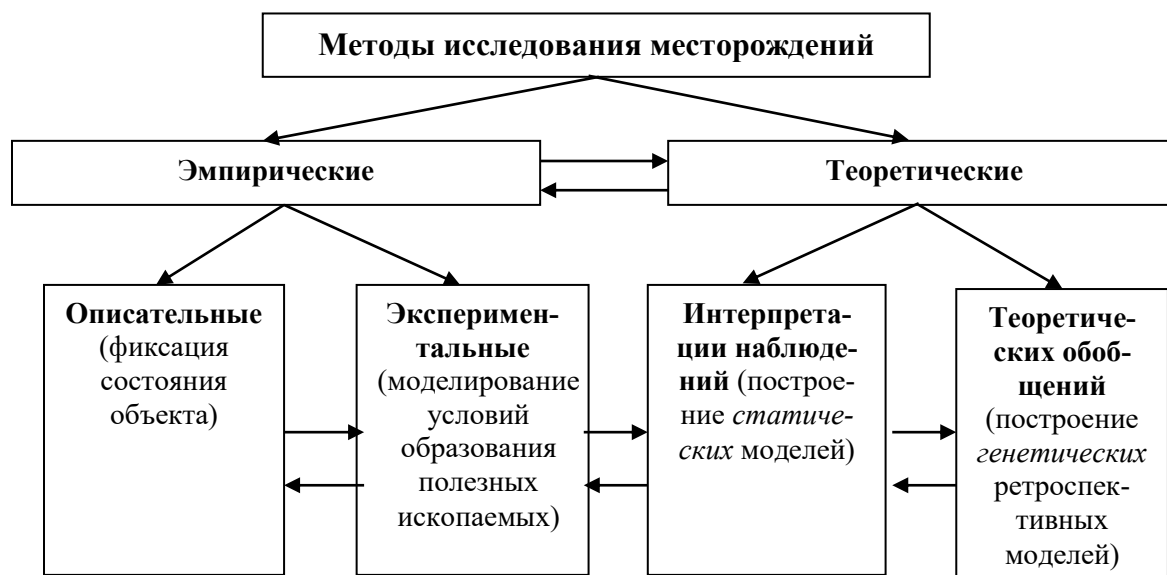 Методы исследования месторождений
Эмпирические
Теоретические
Описательные
(фиксация
состояния
объекта)
Эксперимен-
тальные
(моделирование
условий
образования
полезных
ископаемых)
Интерпрета-
ции наблюде-
ний (построе-
ние статиче-
ских моделей)
Теоретиче-
ских обоб-
щений
(построение
генетических
ретроспек-
тивных
моделей)